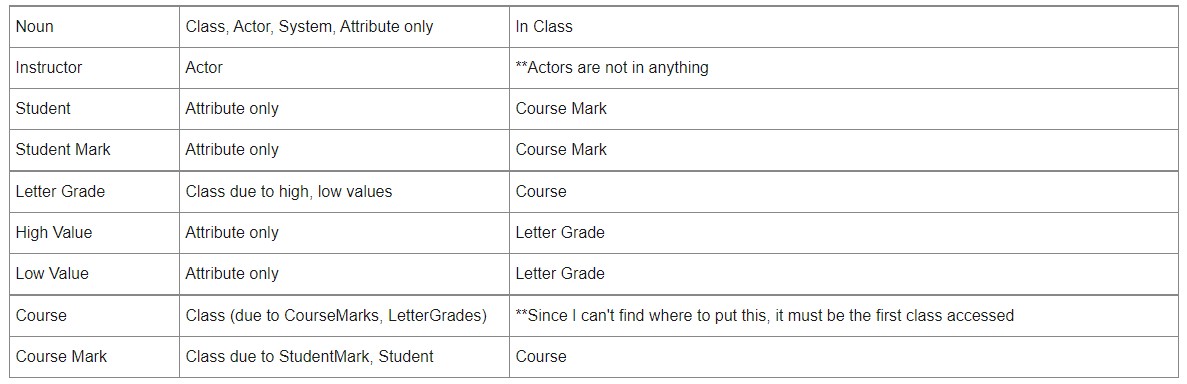 Noun Class, Actor, System, Attribute only In Class
Instructor Actor **Actors are not in anything
Student Attribute only Course Mark
Student Mark Attribute only Course Mark
Letter Grade Class due to high, low values Course
High Value Attribute only Letter Grade
Low Value Attribute only Letter Grade
Course Class (due to CourseMarks, LetterGrades) **Since I can't find where to put this, it must be the first class accessed
Course Mark Class due to StudentMark, Student Course